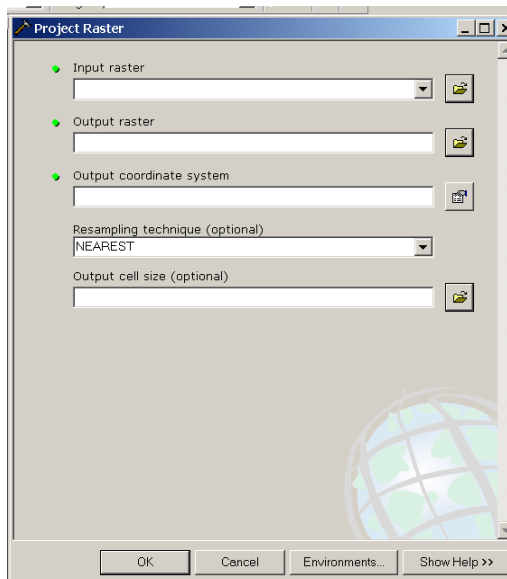 Project Raster
Input raster
Output raster
Output coordinate system
Resampling technique (optional)
NEAREST
Output cell size (optional)
OK Cancel Environments... Show Help >>